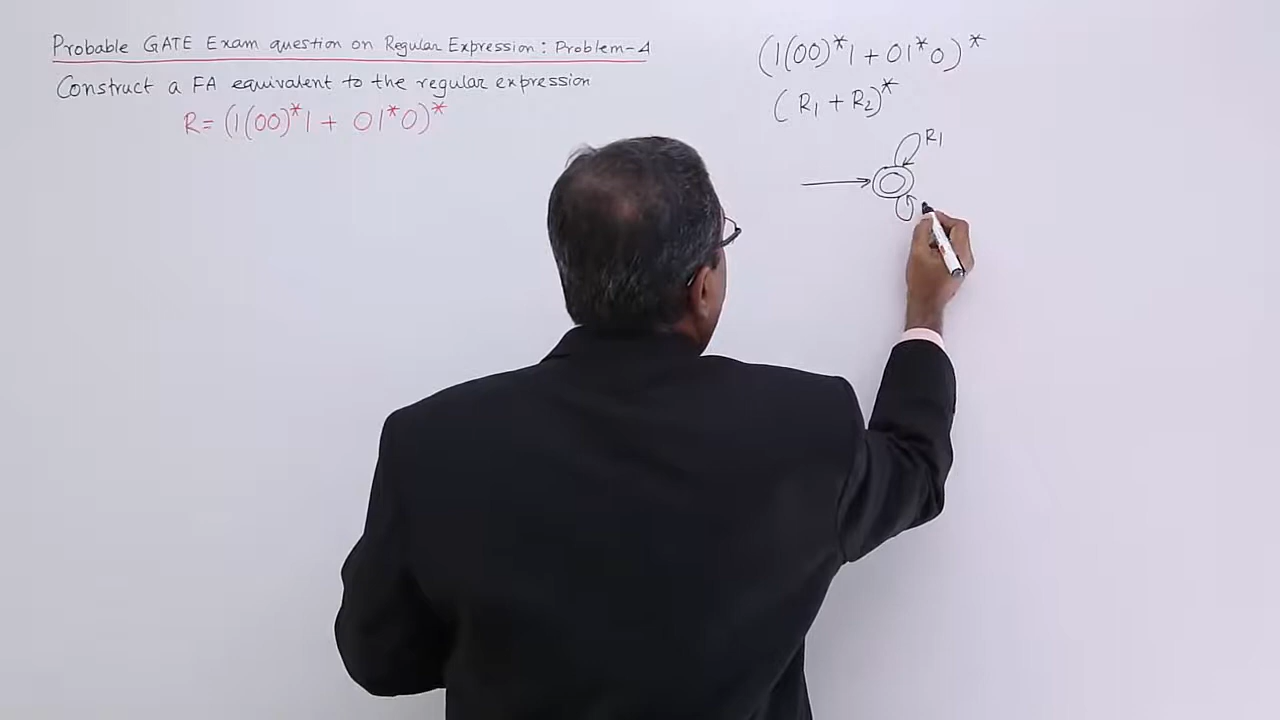 Probable GATE Exam question on Regular Expression : Problem-4
Construct a FA equivalent to the regular expression
R = (1(00)*1 + 01*0)*
(1(00)*1 + 01*0)*
(R1 + R2)*
R1